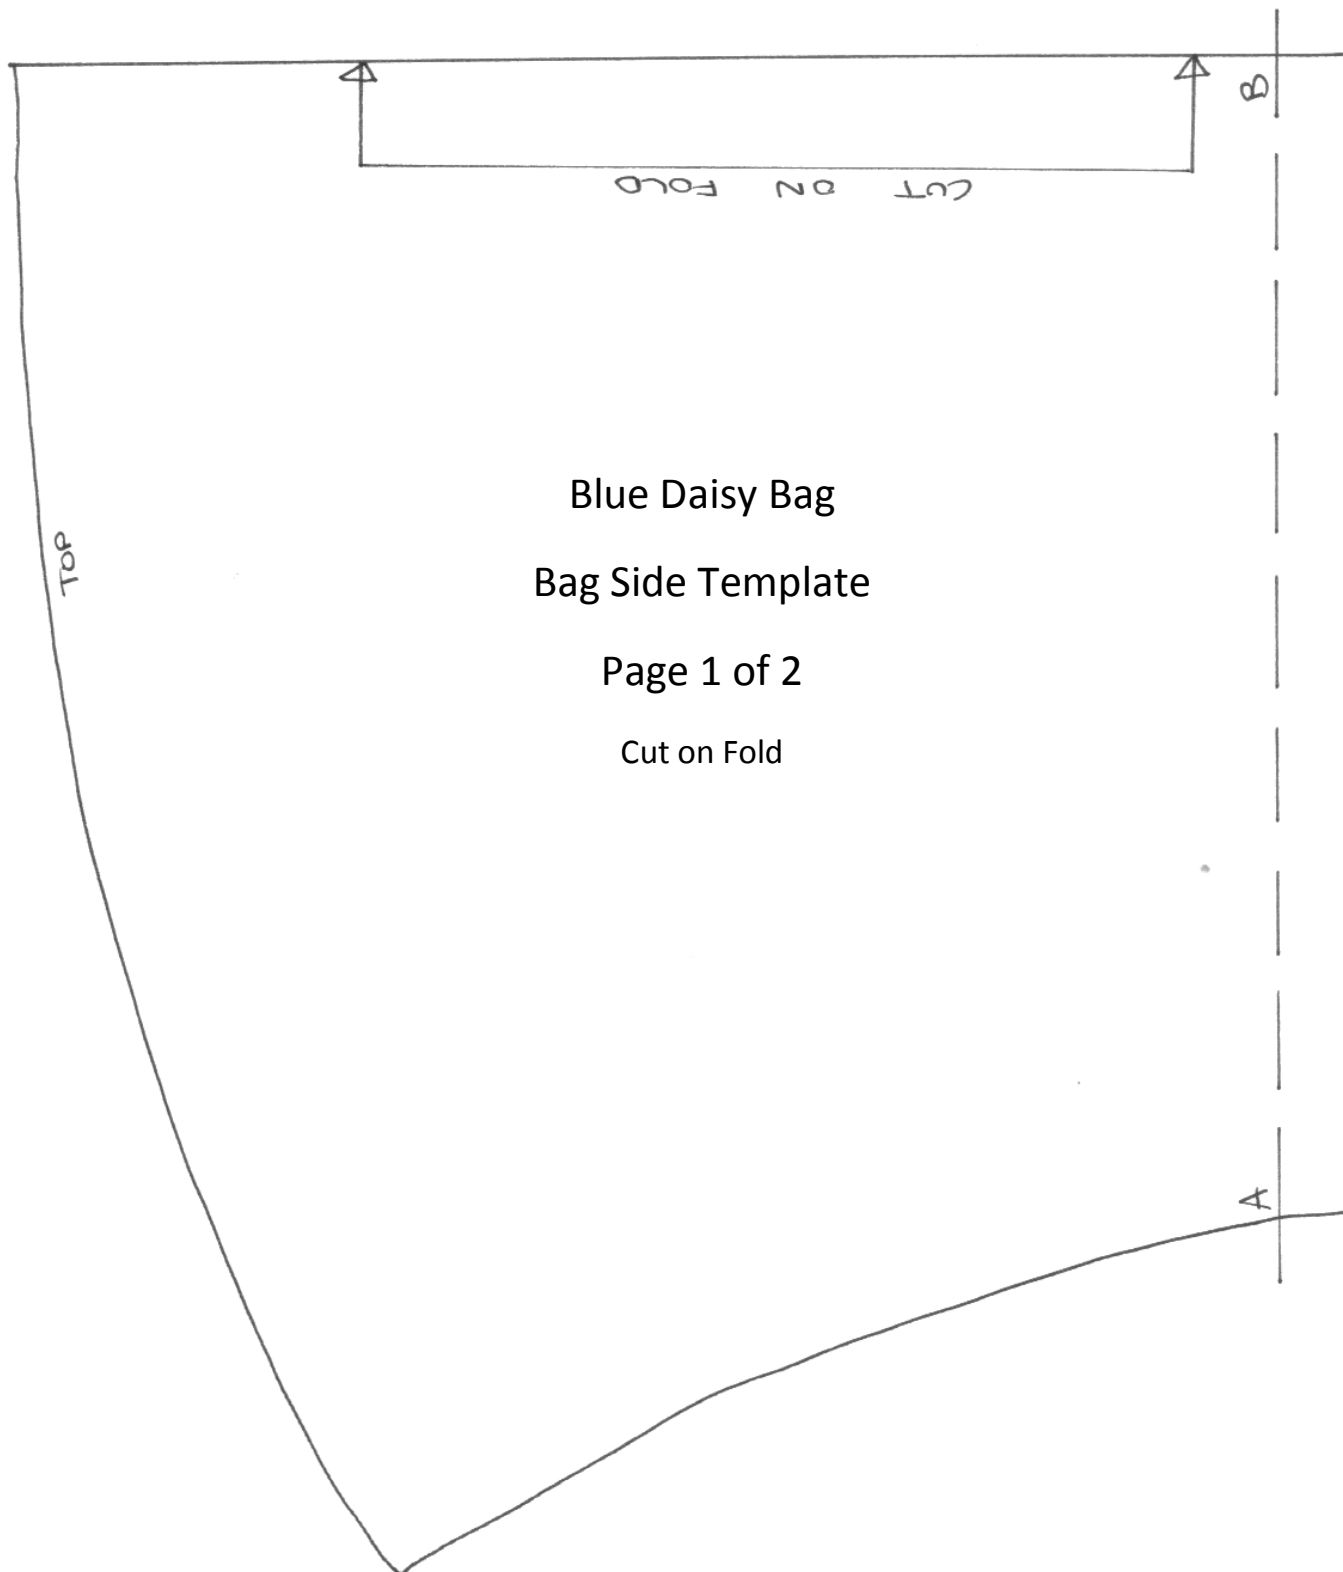 B
CUT ON FOLD
TOP
Blue Daisy Bag
Bag Side Template
Page 1 of 2
Cut on Fold
A